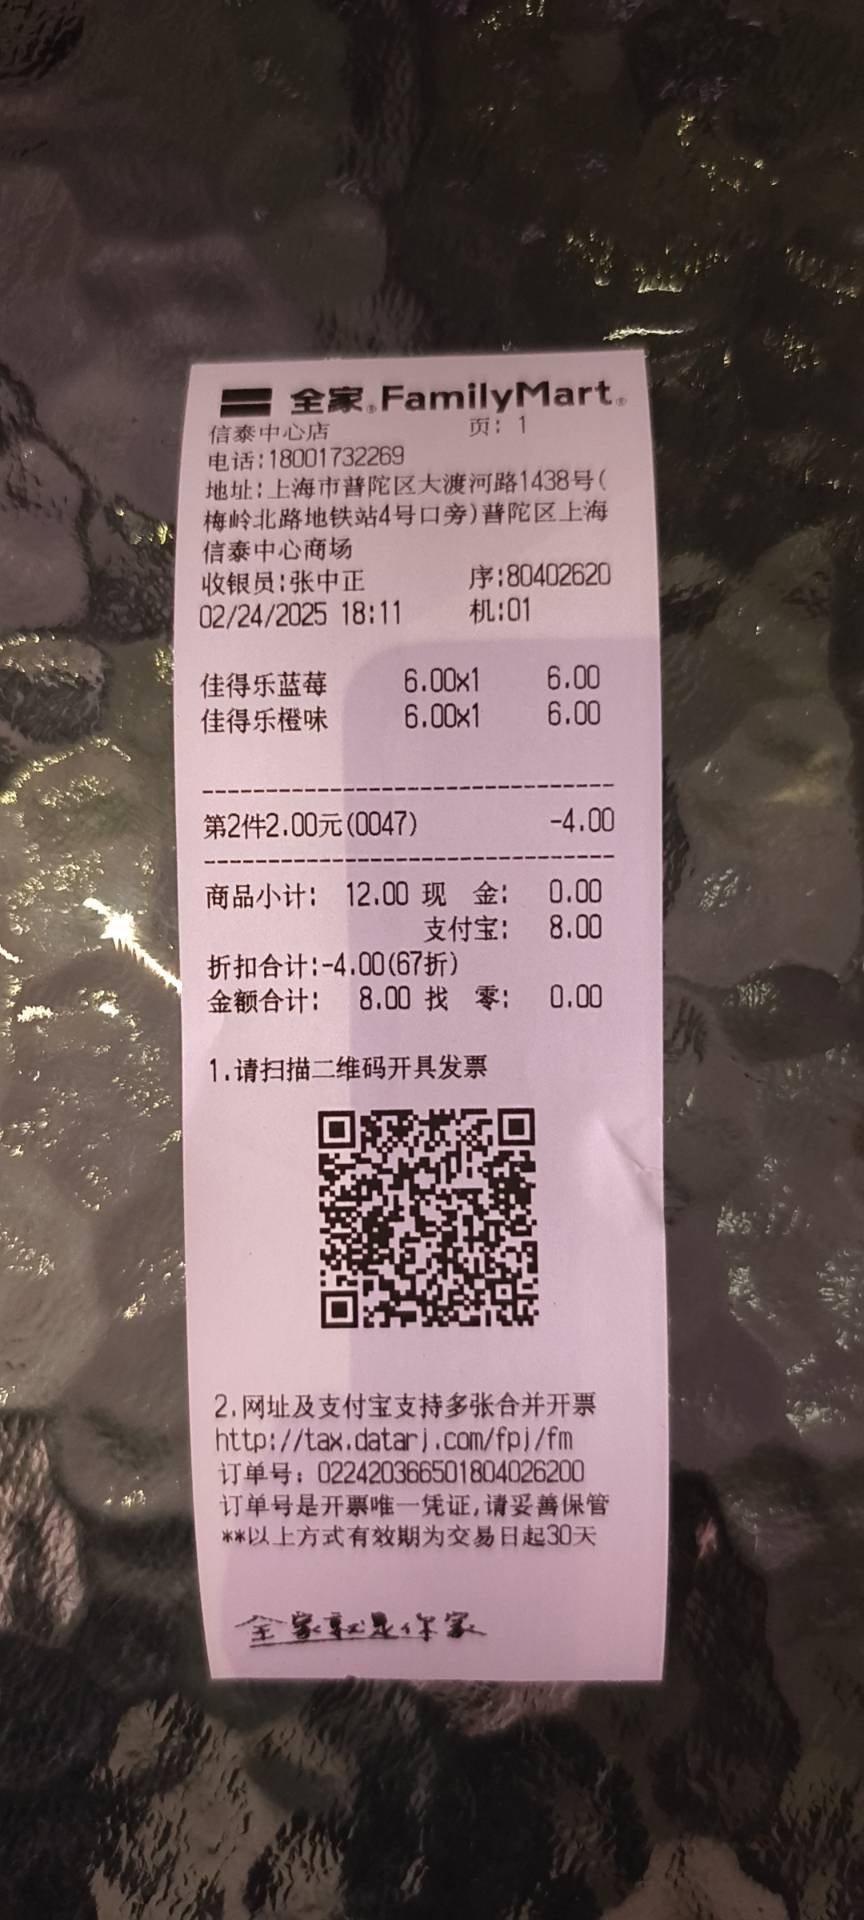 全家®FamilyMart®
信泰中心店 页: 1
电话:18001732269
地址:上海市普陀区大渡河路1438号(
梅岭北路地铁站4号口旁)普陀区上海
信泰中心商场
收银员:张中正 序:80402620
02/24/2025 18:11 机:01
佳得乐蓝莓 6.00x1 6.00
佳得乐橙味 6.00x1 6.00
第2件2.00元(0047) -4.00
商品小计: 12.00 现 金: 0.00
支付宝: 8.00
折扣合计:-4.00(67折)
金额合计: 8.00 找 零: 0.00
1.请扫描二维码开具发票
2.网址及支付宝支持多张合并开票
http://tax.datarj.com/fpj/fm
订单号: 022420366501804026200
订单号是开票唯一凭证,请妥善保管
**以上方式有效期为交易日起30天
全家就是你家